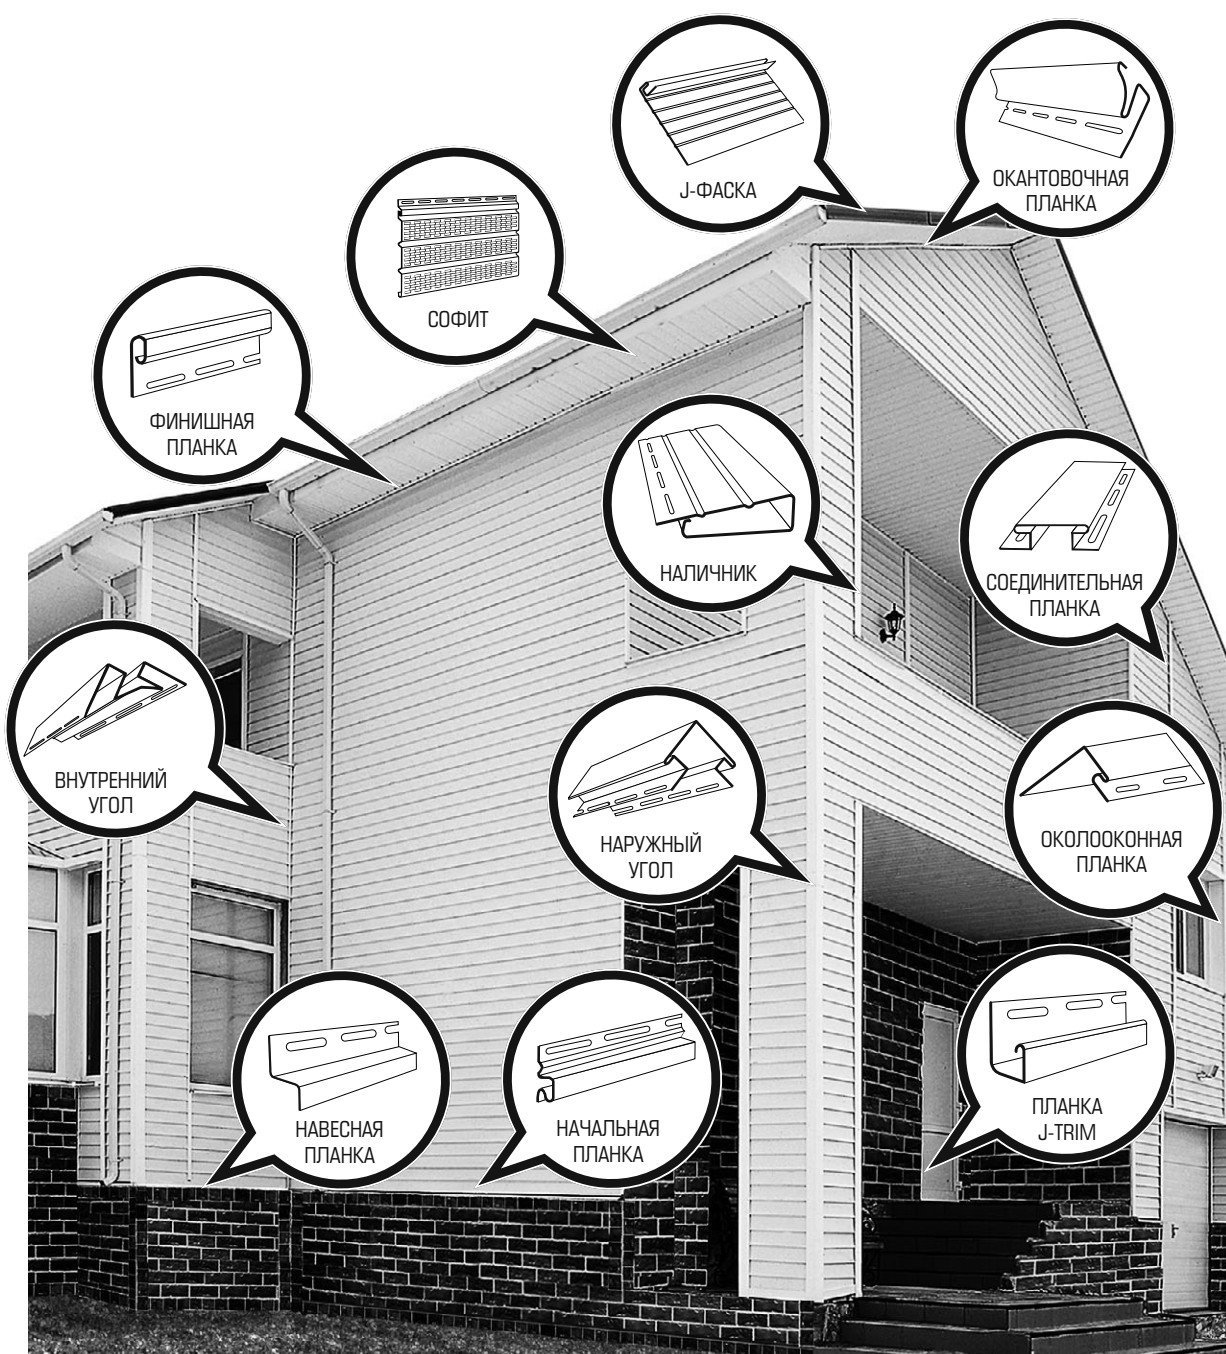 J-ФАСКА
ОКАНТОВОЧНАЯ
ПЛАНКА
СОФИТ
ФИНИШНАЯ
ПЛАНКА
НАЛИЧНИК
СОЕДИНИТЕЛЬНАЯ
ПЛАНКА
ВНУТРЕННИЙ
УГОЛ
НАРУЖНЫЙ
УГОЛ
ОКОЛООКОННАЯ
ПЛАНКА
НАВЕСНАЯ
ПЛАНКА
НАЧАЛЬНАЯ
ПЛАНКА
ПЛАНКА
J-TRIM